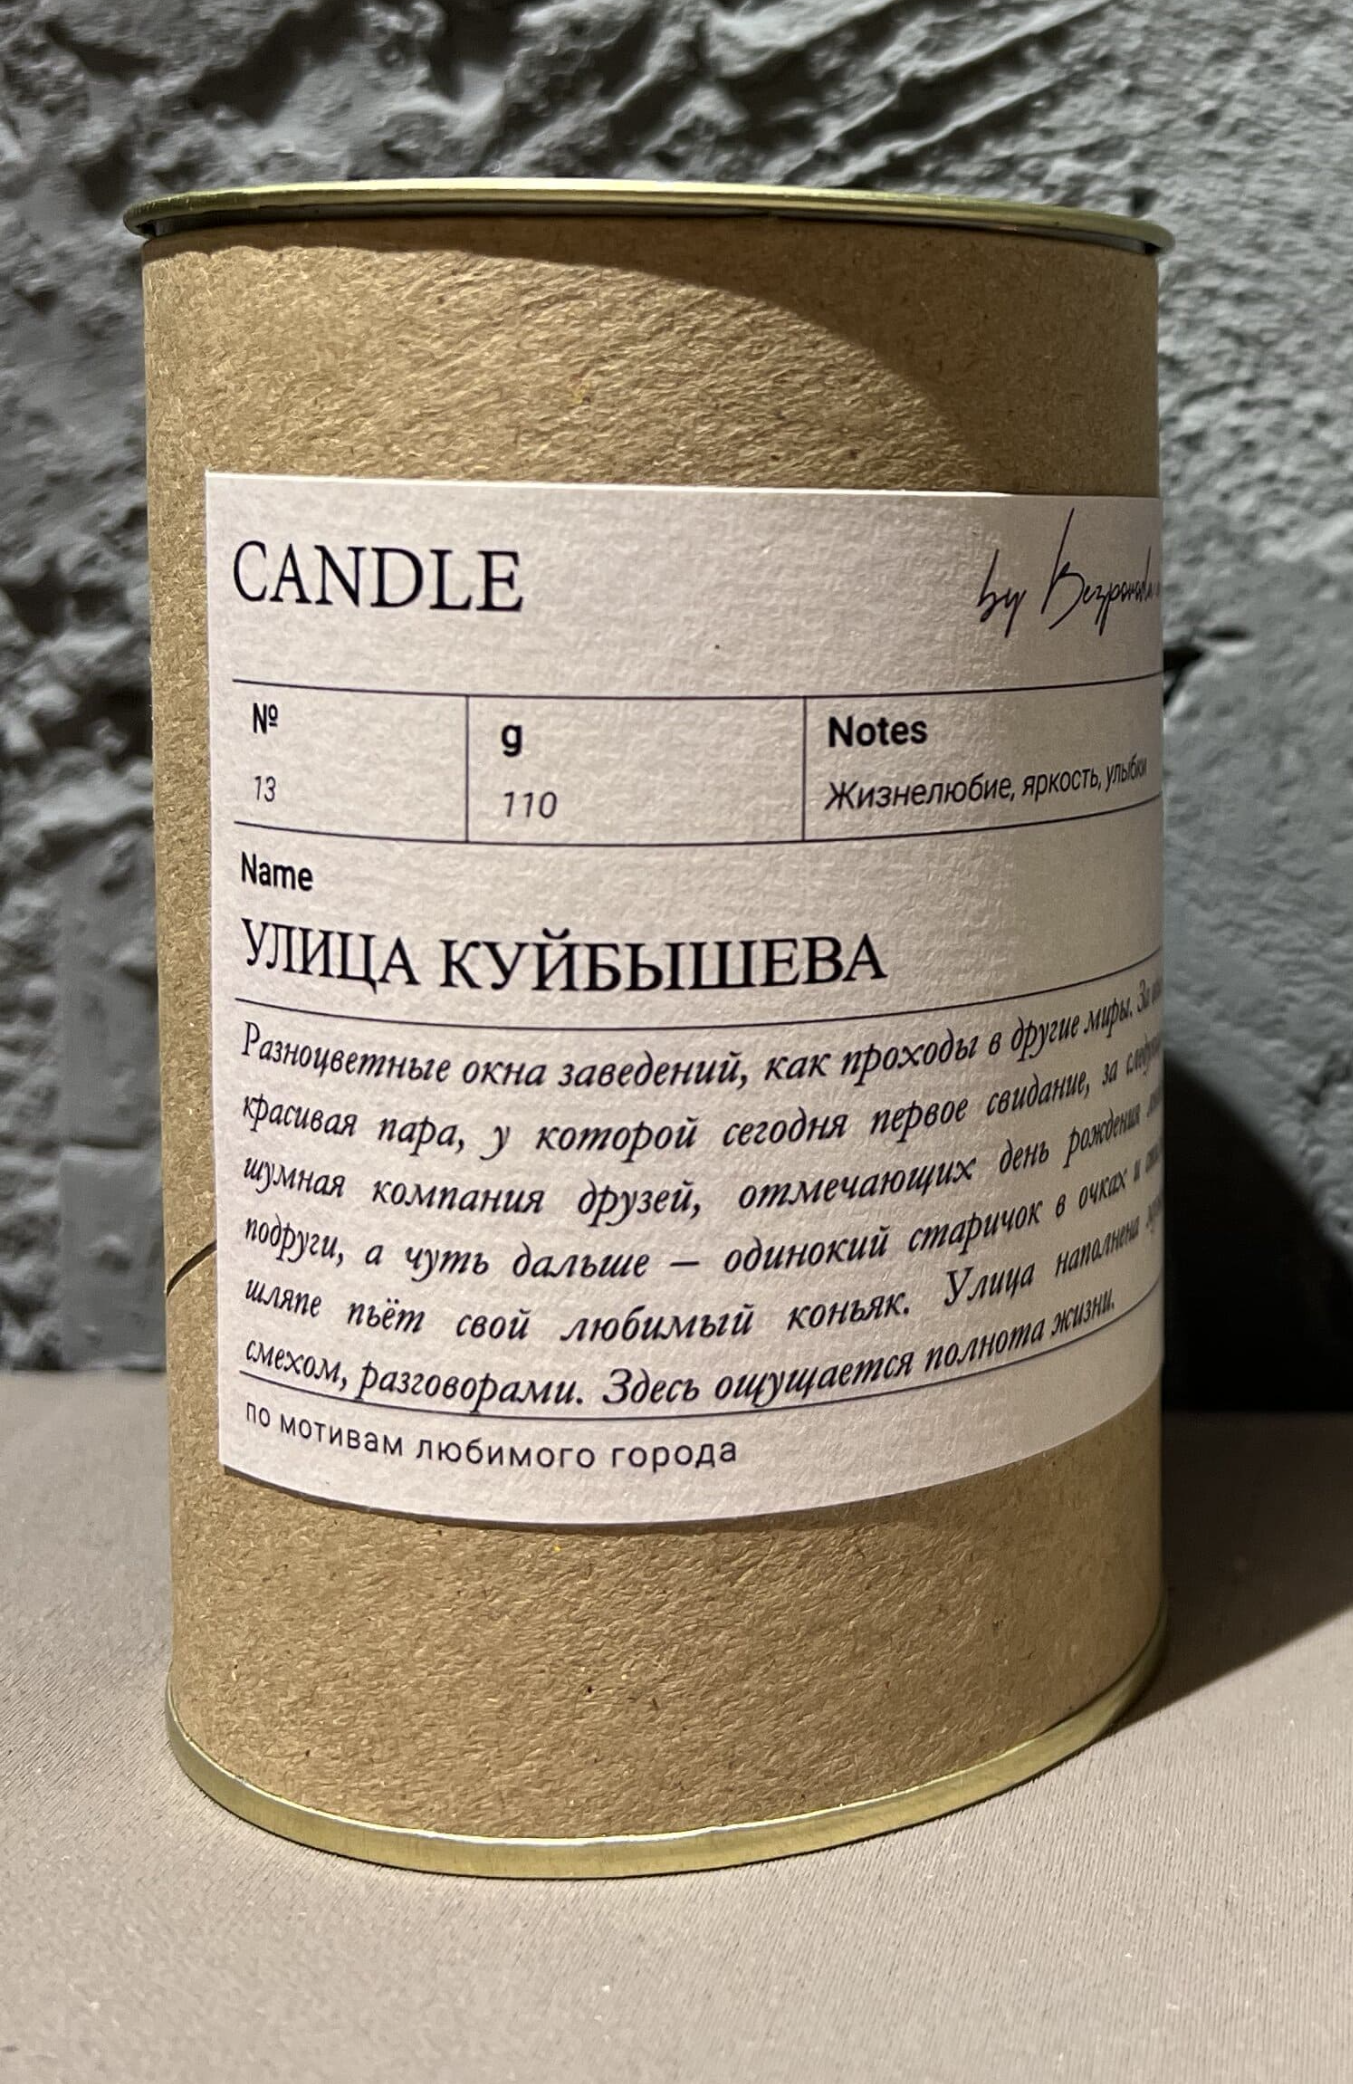 CANDLE
by
№
g
Notes
13
110
Жизнелюбие, яркость, улыбки
Name
УЛИЦА КУЙБЫШЕВА
Разноцветные окна заведений, как проходы в другие миры. За
красивая пара, у которой сегодня первое свидание, за
шумная компания друзей, отмечающих день рождения
подруги, а чуть дальше — одинокий старичок в очках и
шляпе пьёт свой любимый коньяк. Улица наполнена
смехом, разговорами. Здесь ощущается полнота жизни.
по мотивам любимого города